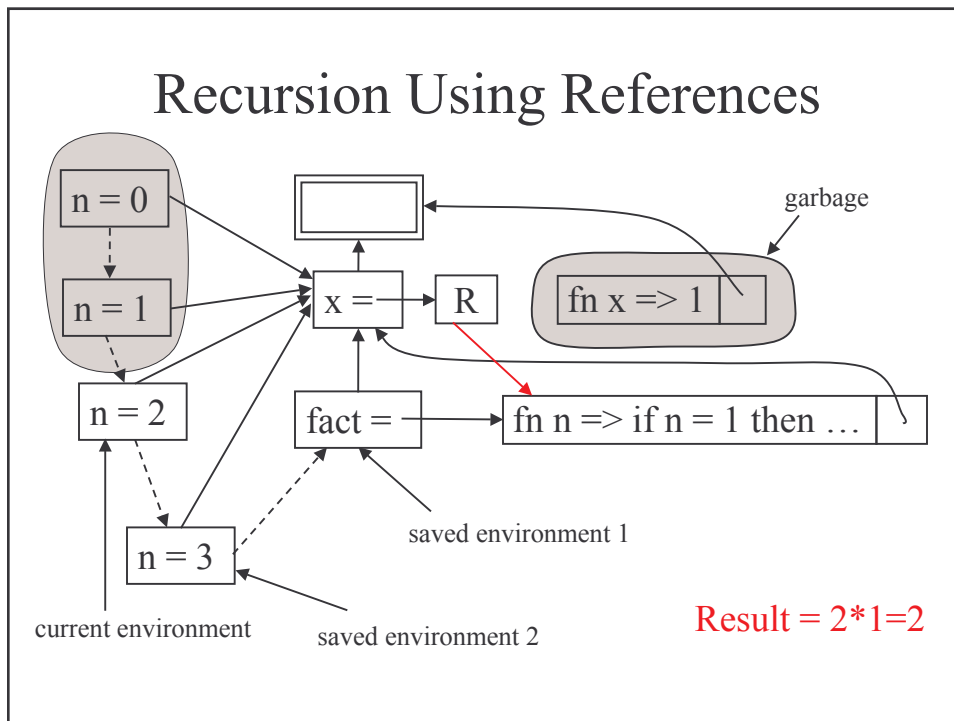 Recursion Using References
n = 0
garbage
n = 1
x =
R
fn x => 1
n = 2
fact =
fn n => if n = 1 then …
saved environment 1
n = 3
current environment
saved environment 2
Result = 2*1=2